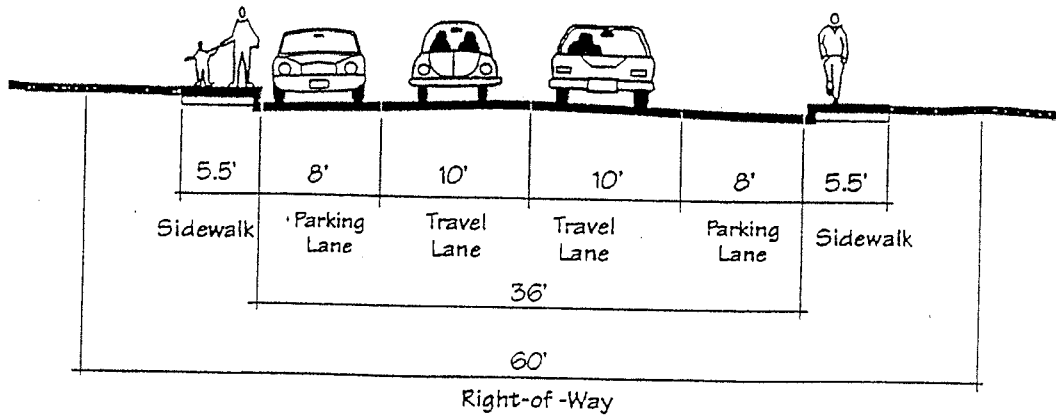 5.5' 8' 10' 10' 8' 5.5'
Sidewalk Parking Lane Travel Lane Travel Lane Parking Lane Sidewalk
36'
60'
Right-of-Way